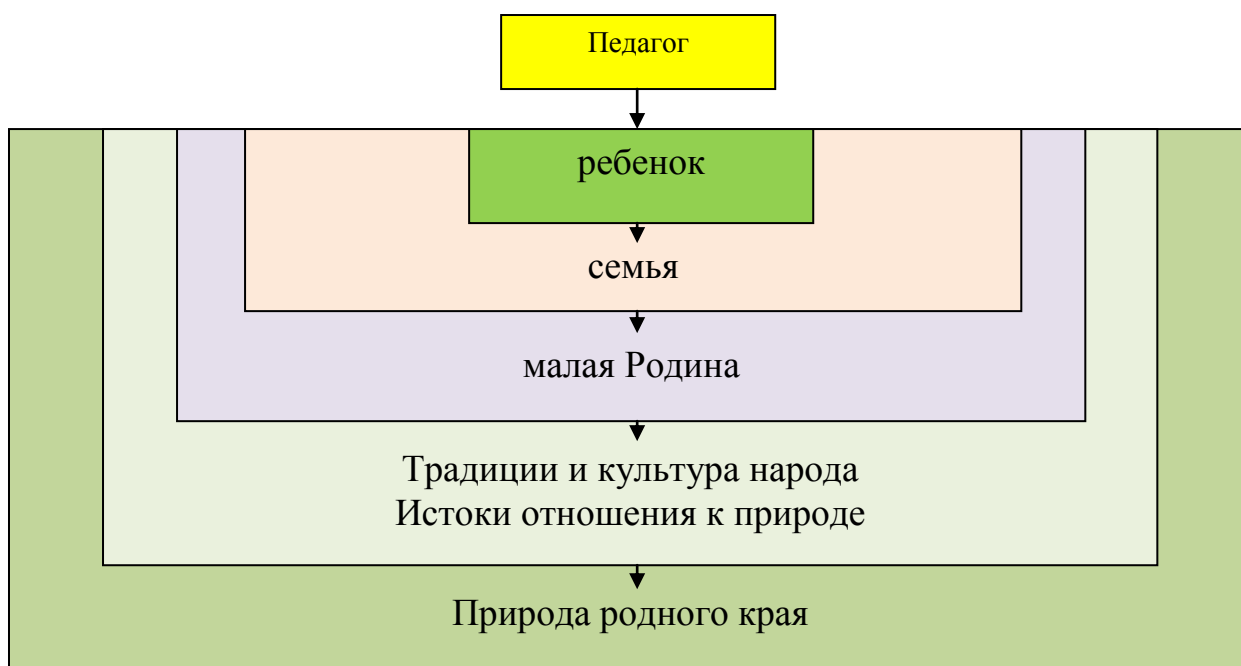 Педагог
ребенок
семья
малая Родина
Традиции и культура народа
Истоки отношения к природе
Природа родного края